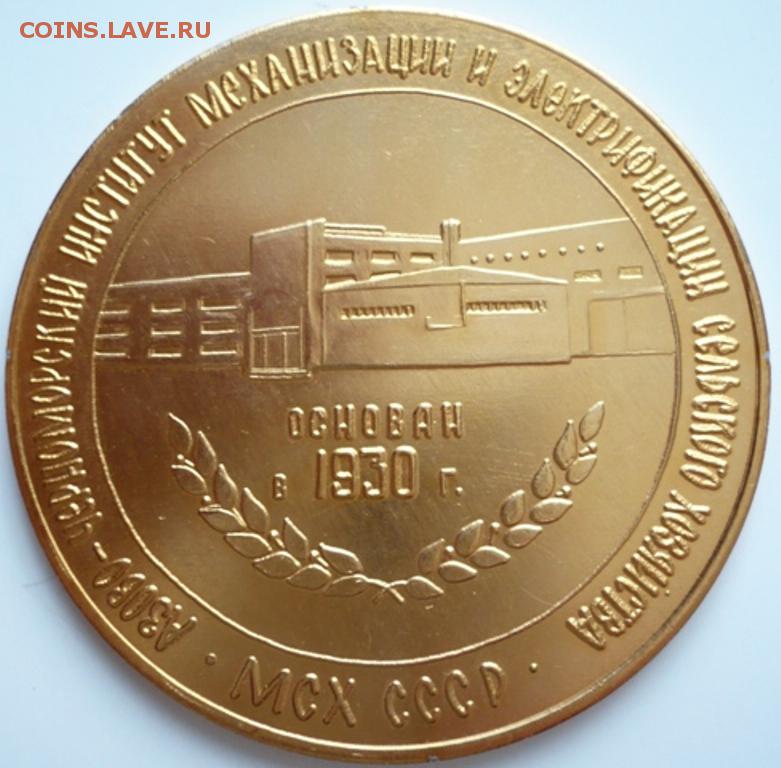 COINS.LAVE.RU
АЗОВО-ЧЕРНОМОРСКИЙ ИНСТИТУТ МЕХАНИЗАЦИИ И ЭЛЕКТРИФИКАЦИИ СЕЛЬСКОГО ХОЗЯЙСТВА
ОСНОВАН
в 1930 г.
· МСХ СССР ·